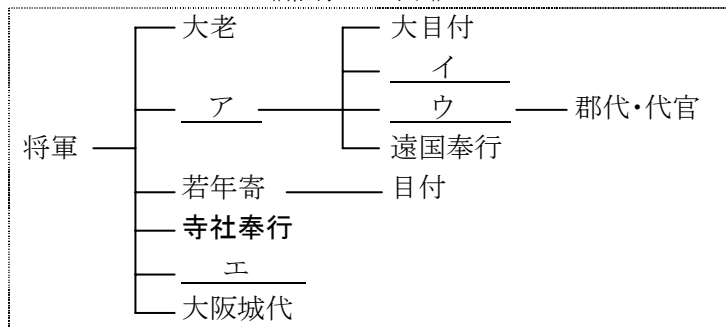 大老 大目付
イ
ア ウ 郡代・代官
将軍 遠国奉行
若年寄 目付
寺社奉行
エ
大阪城代